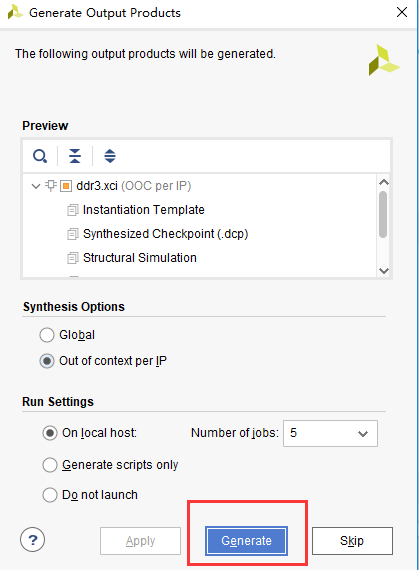 Generate Output Products
The following output products will be generated.
Preview
ddr3.xci (OOC per IP)
Instantiation Template
Synthesized Checkpoint (.dcp)
Structural Simulation
Synthesis Options
Global
Out of context per IP
Run Settings
On local host: Number of jobs: 5
Generate scripts only
Do not launch
? Apply Generate Skip